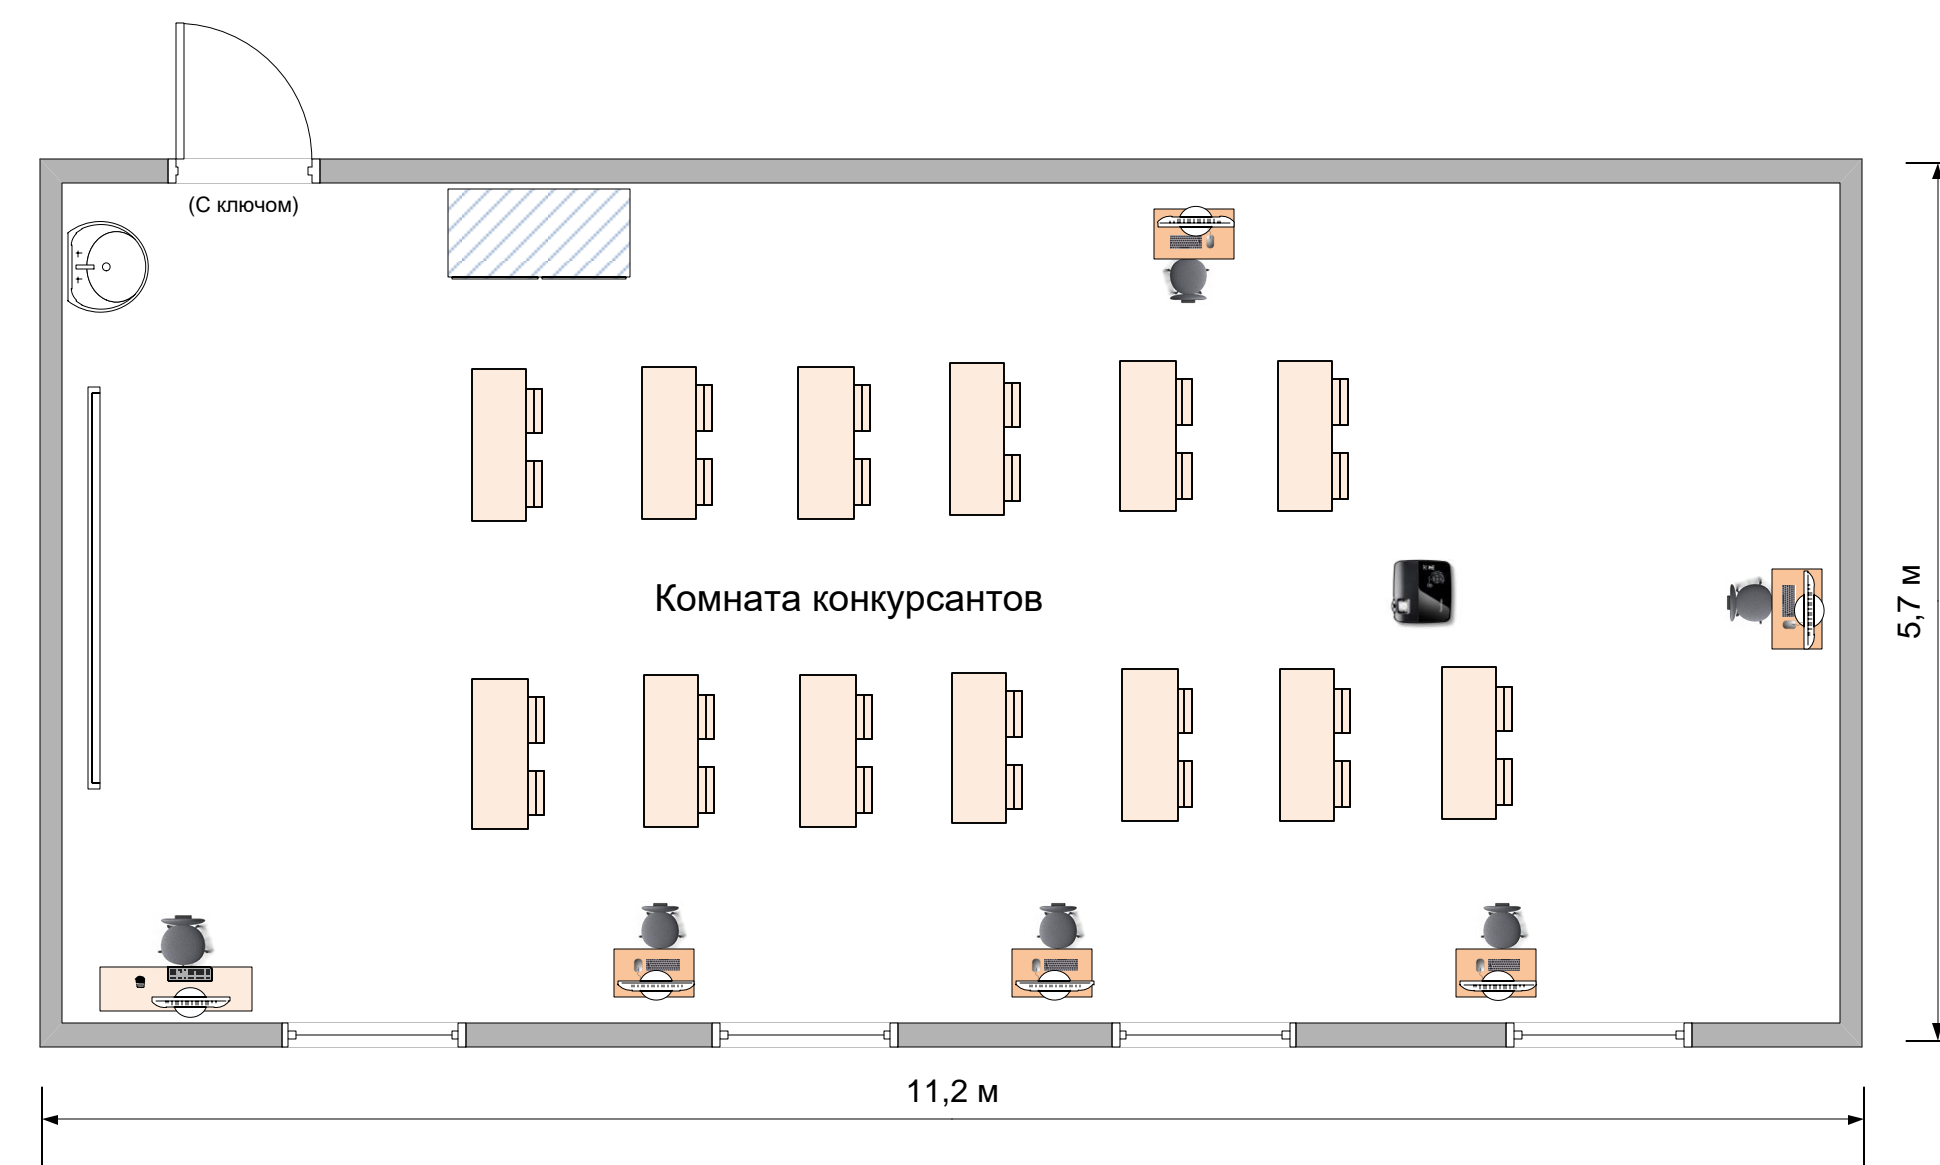 (С ключом)
Комната конкурсантов
5,7 м
11,2 м